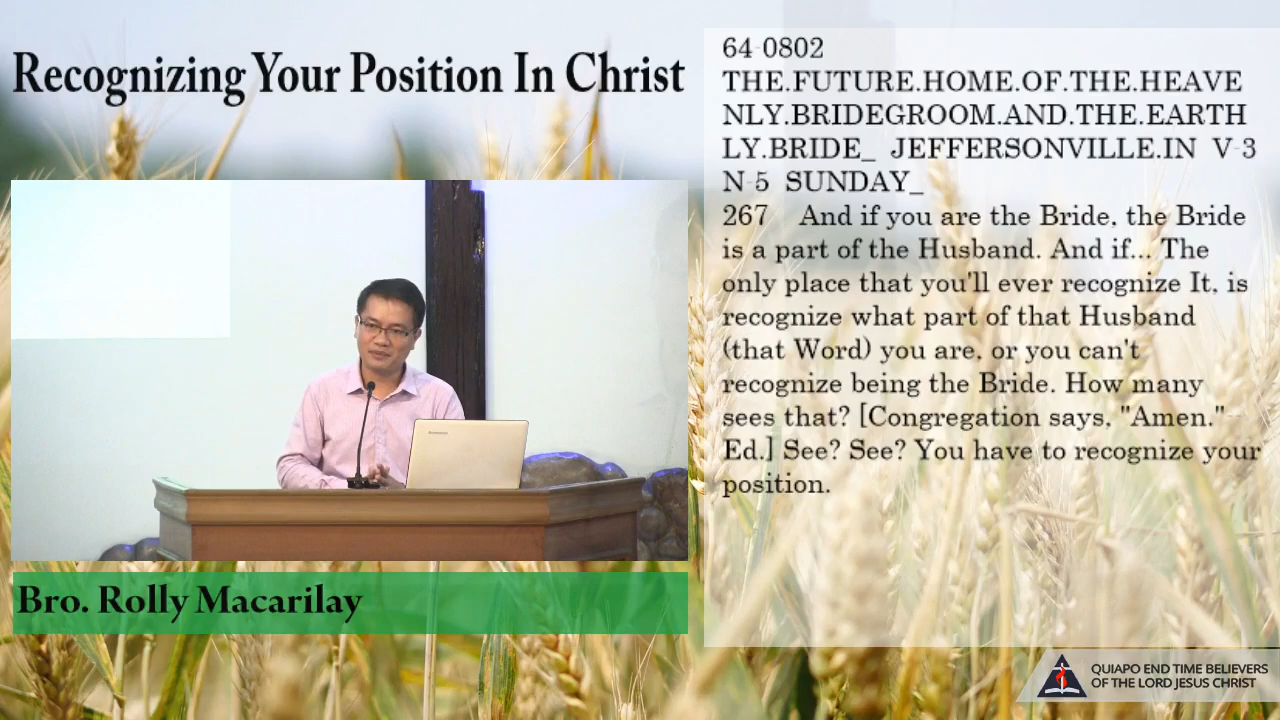 Recognizing Your Position In Christ
64-0802
THE.FUTURE.HOME.OF.THE.HEAVE
NLY.BRIDEGROOM.AND.THE.EARTH
LY.BRIDE_ JEFFERSONVILLE.IN V-3
N-5 SUNDAY_
267 And if you are the Bride, the Bride
is a part of the Husband. And if... The
only place that you'll ever recognize It, is
recognize what part of that Husband
(that Word) you are, or you can't
recognize being the Bride. How many
sees that? [Congregation says, "Amen."
Ed.] See? See? You have to recognize your
position.
Bro. Rolly Macarilay
QUIAPO END TIME BELIEVERS
OF THE LORD JESUS CHRIST